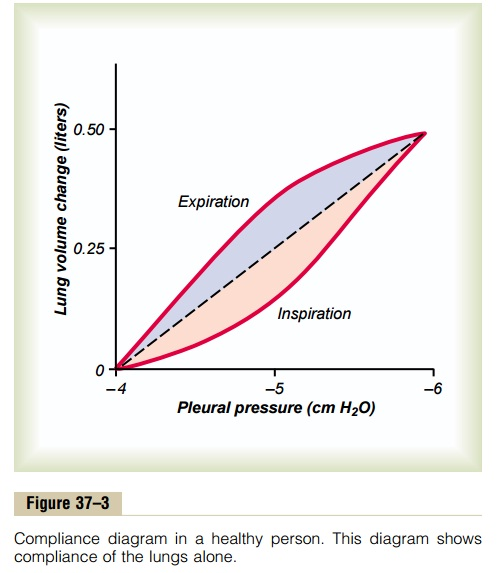 Lung volume change (liters)
0.50
0.25
0
Expiration
Inspiration
–4
–5
–6
Pleural pressure (cm H₂O)
Figure 37–3
Compliance diagram in a healthy person. This diagram shows
compliance of the lungs alone.